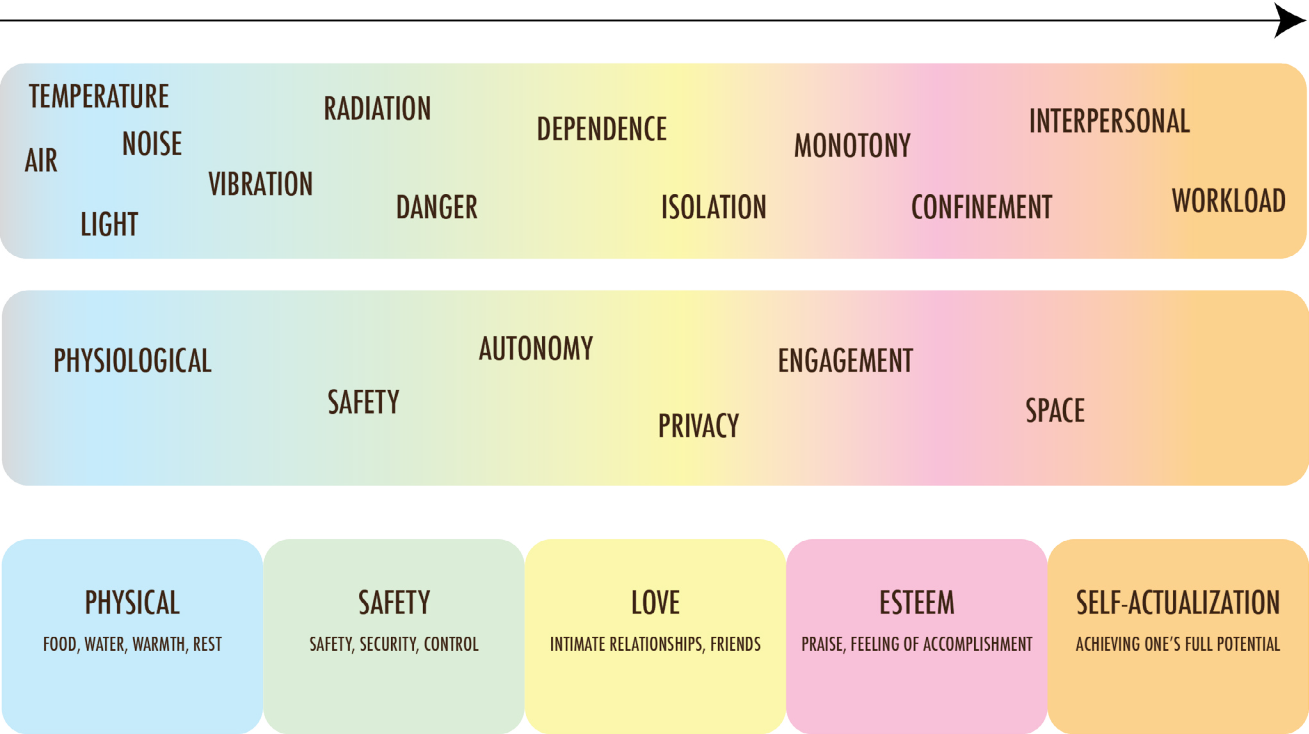 TEMPERATURE
RADIATION
INTERPERSONAL
DEPENDENCE
NOISE
MONOTONY
AIR
VIBRATION
WORKLOAD
DANGER
ISOLATION
CONFINEMENT
LIGHT
PHYSIOLOGICAL
AUTONOMY
ENGAGEMENT
SAFETY
SPACE
PRIVACY
PHYSICAL
FOOD, WATER, WARMTH, REST
SAFETY
SAFETY, SECURITY, CONTROL
LOVE
INTIMATE RELATIONSHIPS, FRIENDS
ESTEEM
PRAISE, FEELING OF ACCOMPLISHMENT
SELF-ACTUALIZATION
ACHIEVING ONE'S FULL POTENTIAL